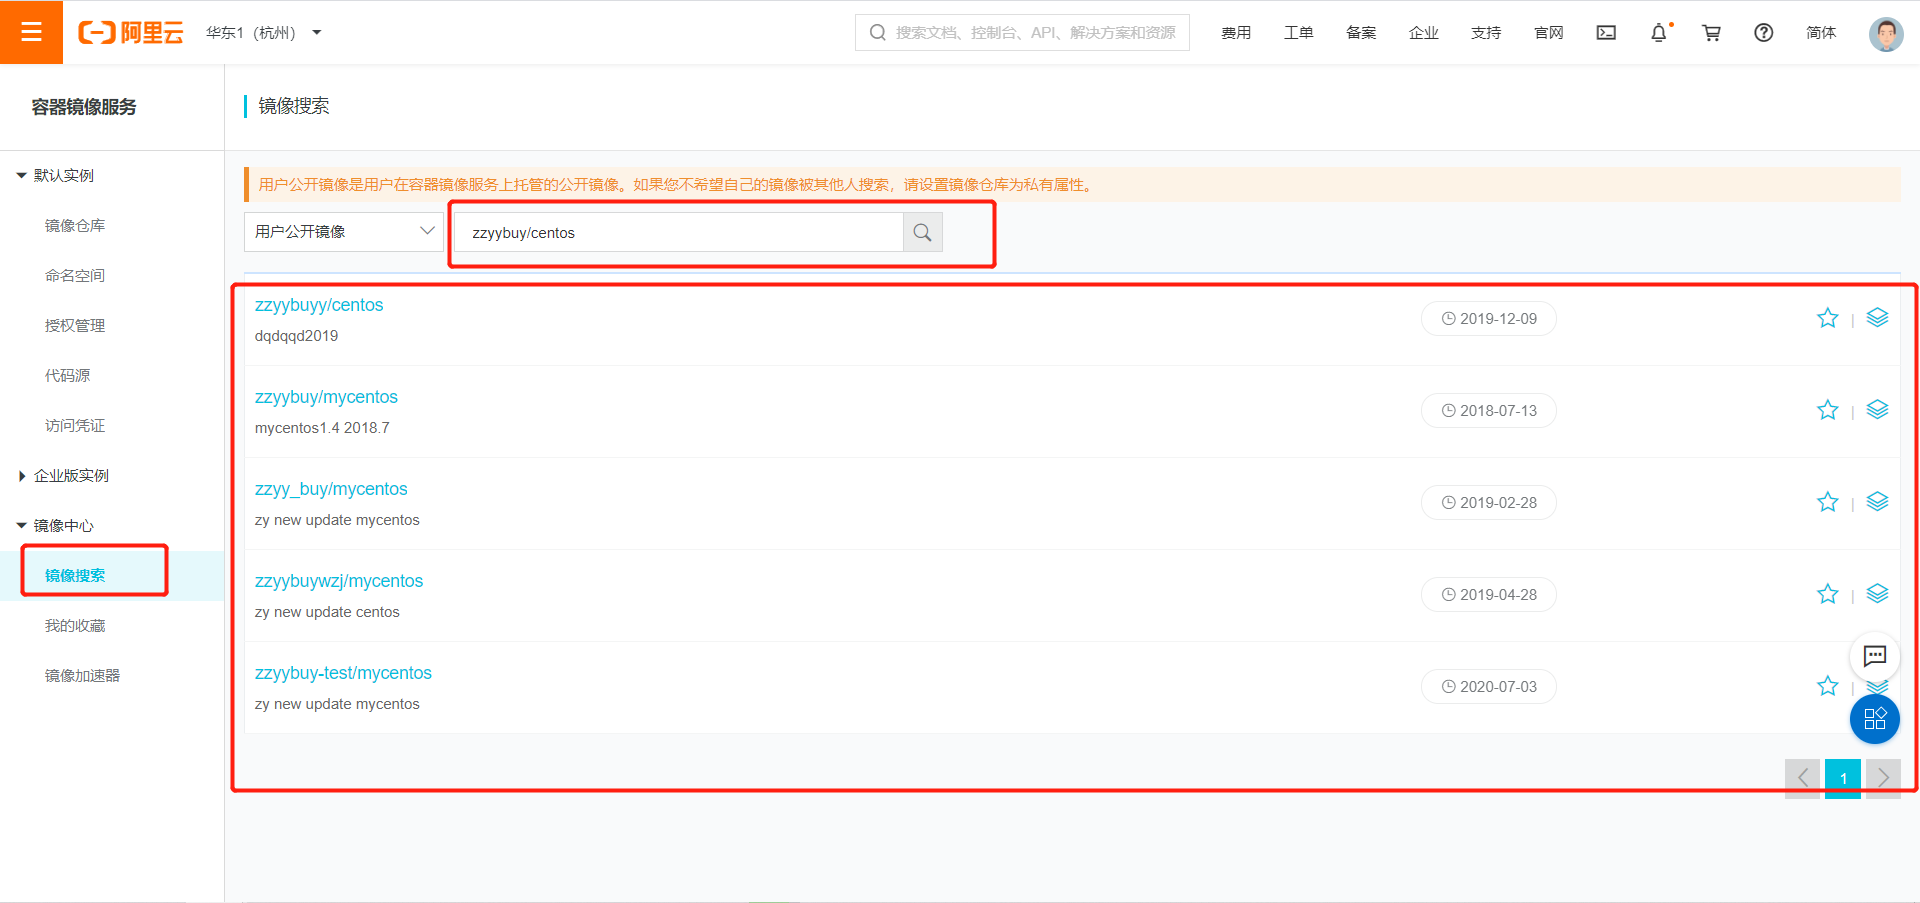 阿里云
华东1（杭州）
搜索文档、控制台、API、解决方案和资源
费用
工单
备案
企业
支持
官网
简体
容器镜像服务
默认实例
镜像仓库
命名空间
授权管理
代码源
访问凭证
企业版实例
镜像中心
镜像搜索
我的收藏
镜像加速器
镜像搜索
用户公开镜像是用户在容器镜像服务上托管的公开镜像。如果您不希望自己的镜像被其他人搜索，请设置镜像仓库为私有属性。
用户公开镜像
zzyybuy/centos
zzyybuyy/centos
dqdqqd2019
2019-12-09
zzyybuy/mycentos
mycentos1.4 2018.7
2018-07-13
zzyy_buy/mycentos
zy new update mycentos
2019-02-28
zzyybuywzj/mycentos
zy new update centos
2019-04-28
zzyybuy-test/mycentos
zy new update mycentos
2020-07-03
1